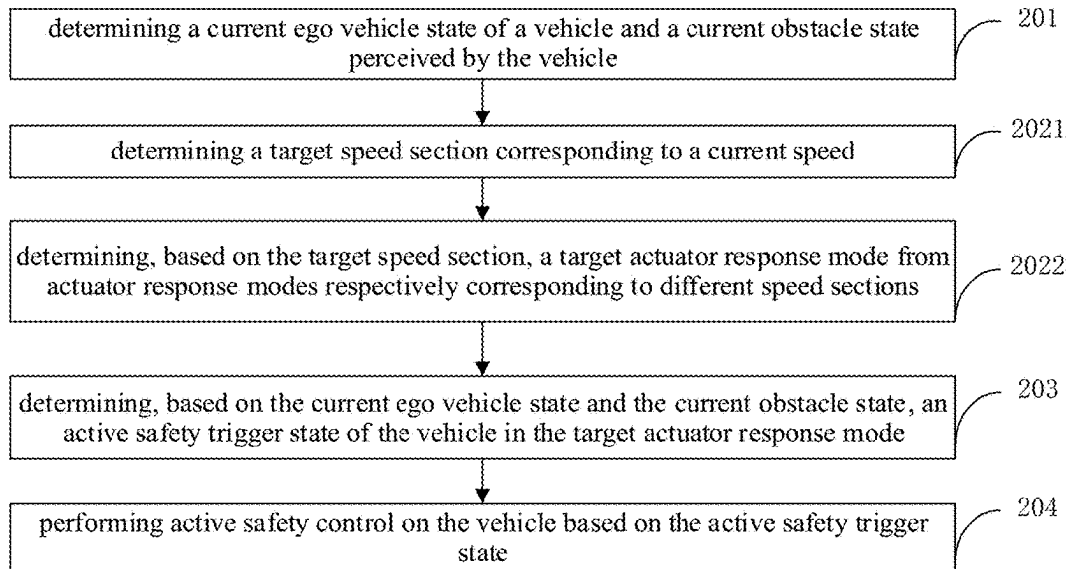 determining a current ego vehicle state of a vehicle and a current obstacle state
perceived by the vehicle
201
determining a target speed section corresponding to a current speed
2021
determining, based on the target speed section, a target actuator response mode from
actuator response modes respectively corresponding to different speed sections
2022
determining, based on the current ego vehicle state and the current obstacle state, an
active safety trigger state of the vehicle in the target actuator response mode
203
performing active safety control on the vehicle based on the active safety trigger
state
204